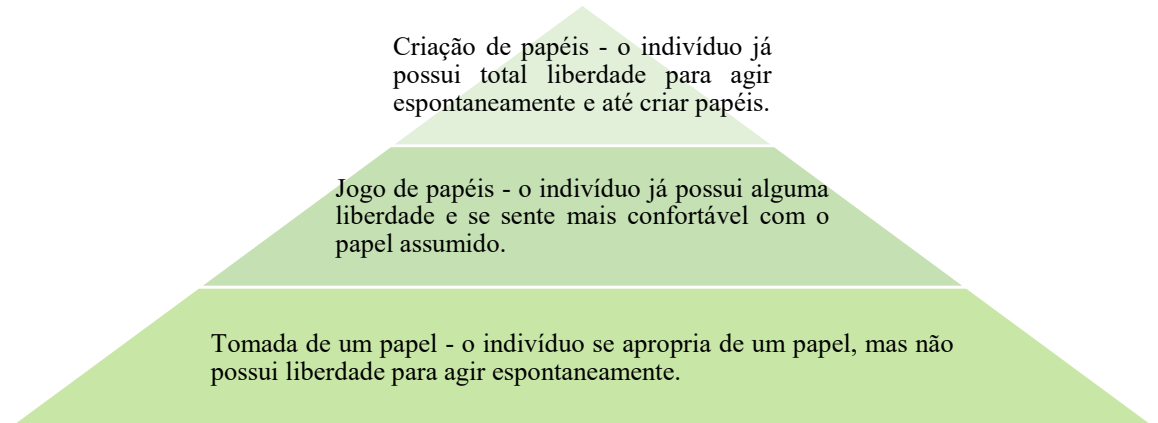 Criação de papéis - o indivíduo já
possui total liberdade para agir
espontaneamente e até criar papéis.
Jogo de papéis - o indivíduo já possui alguma
liberdade e se sente mais confortável com o
papel assumido.
Tomada de um papel - o indivíduo se apropria de um papel, mas não
possui liberdade para agir espontaneamente.